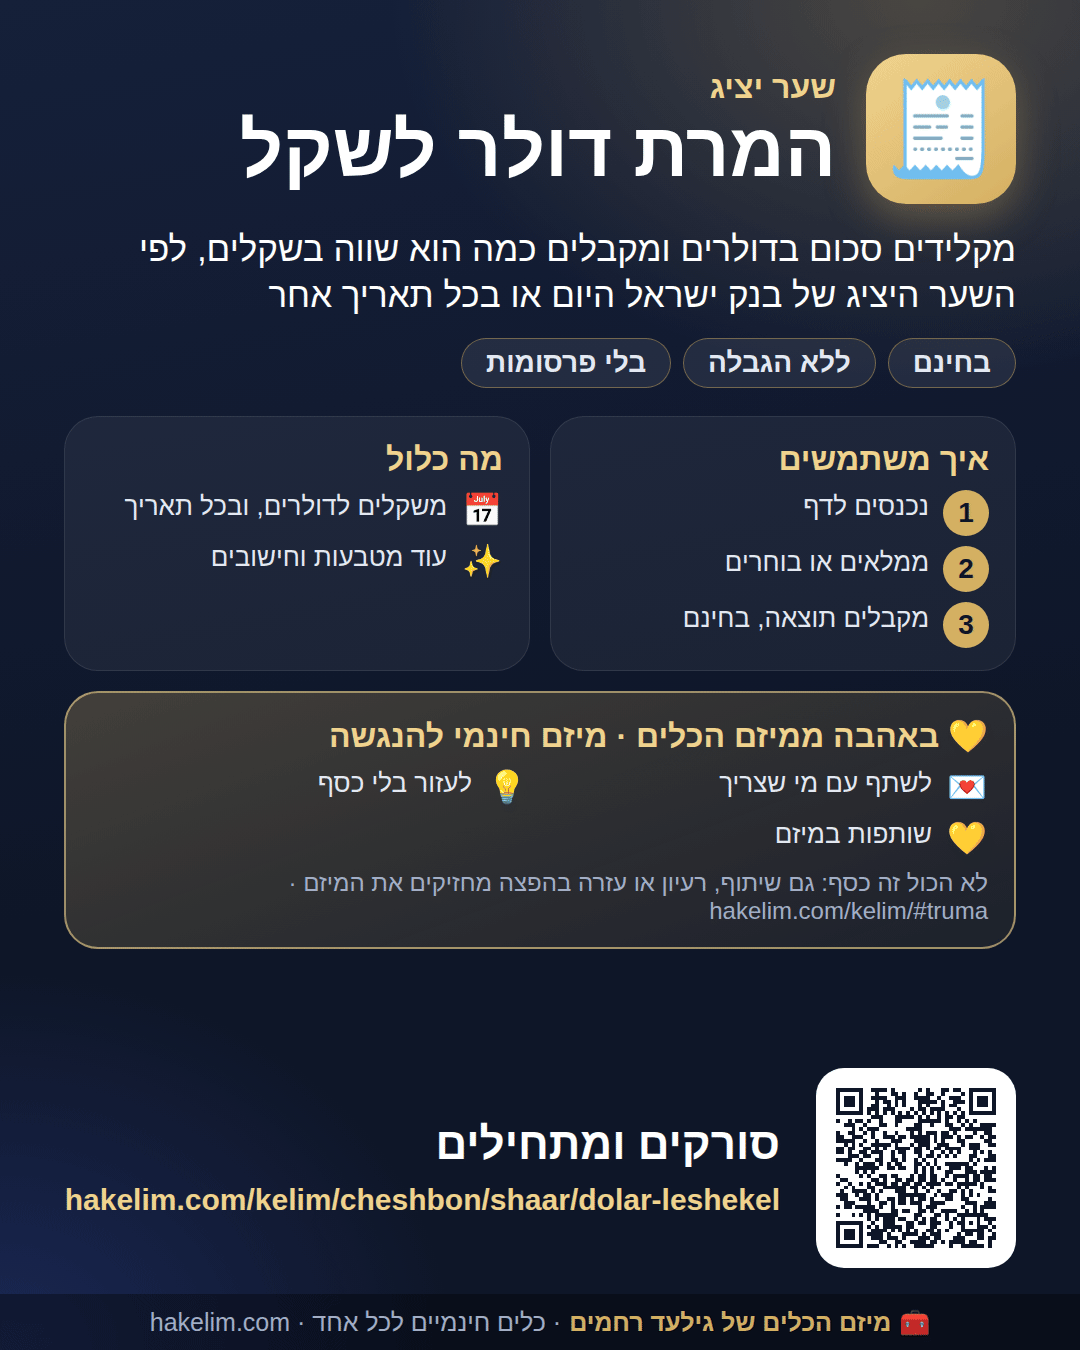 שער יציג
המרת דולר לשקל
מקלידים סכום בדולרים ומקבלים כמה הוא שווה בשקלים, לפי
השער היציג של בנק ישראל היום או בכל תאריך אחר
בחינם
ללא הגבלה
בלי פרסומות
איך משתמשים
1 נכנסים לדף
2 ממלאים או בוחרים
3 מקבלים תוצאה, בחינם
מה כלול
July 17 משקלים לדולרים, ובכל תאריך
עוד מטבעות וחישובים
באהבה ממיזם הכלים · מיזם חינמי להנגשה
לשתף עם מי שצריך
לעזור בלי כסף
שותפות במיזם
לא הכול זה כסף: גם שיתוף, רעיון או עזרה בהפצה מחזיקים את המיזם ·
hakelim.com/kelim/#truma
סורקים ומתחילים
hakelim.com/kelim/cheshbon/shaar/dolar-leshekel
מיזם הכלים של גילעד רחמים · כלים חינמיים לכל אחד · hakelim.com